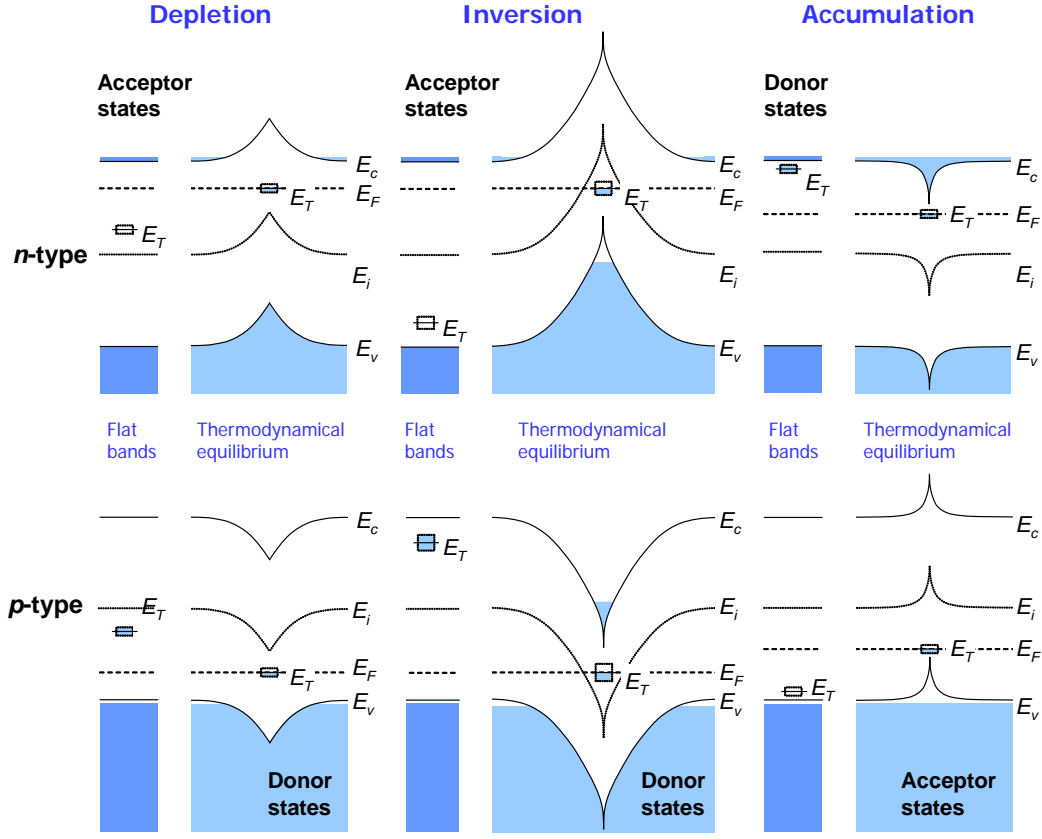 Depletion Inversion Accumulation
Acceptor
states
Acceptor
states
Donor
states
E_c
E_c
E_c
E_T
E_F
E_T
E_F
E_T
E_T
E_F
E_T
n-type
E_i
E_i
E_i
E_T
E_v
E_v
E_v
Flat
bands
Thermodynamical
equilibrium
Flat
bands
Thermodynamical
equilibrium
Flat
bands
Thermodynamical
equilibrium
E_c
E_c
E_c
E_T
p-type
E_T
E_i
E_i
E_i
E_T
E_F
E_T
E_F
E_T
E_F
E_T
E_v
E_v
E_v
Donor
states
Donor
states
Acceptor
states